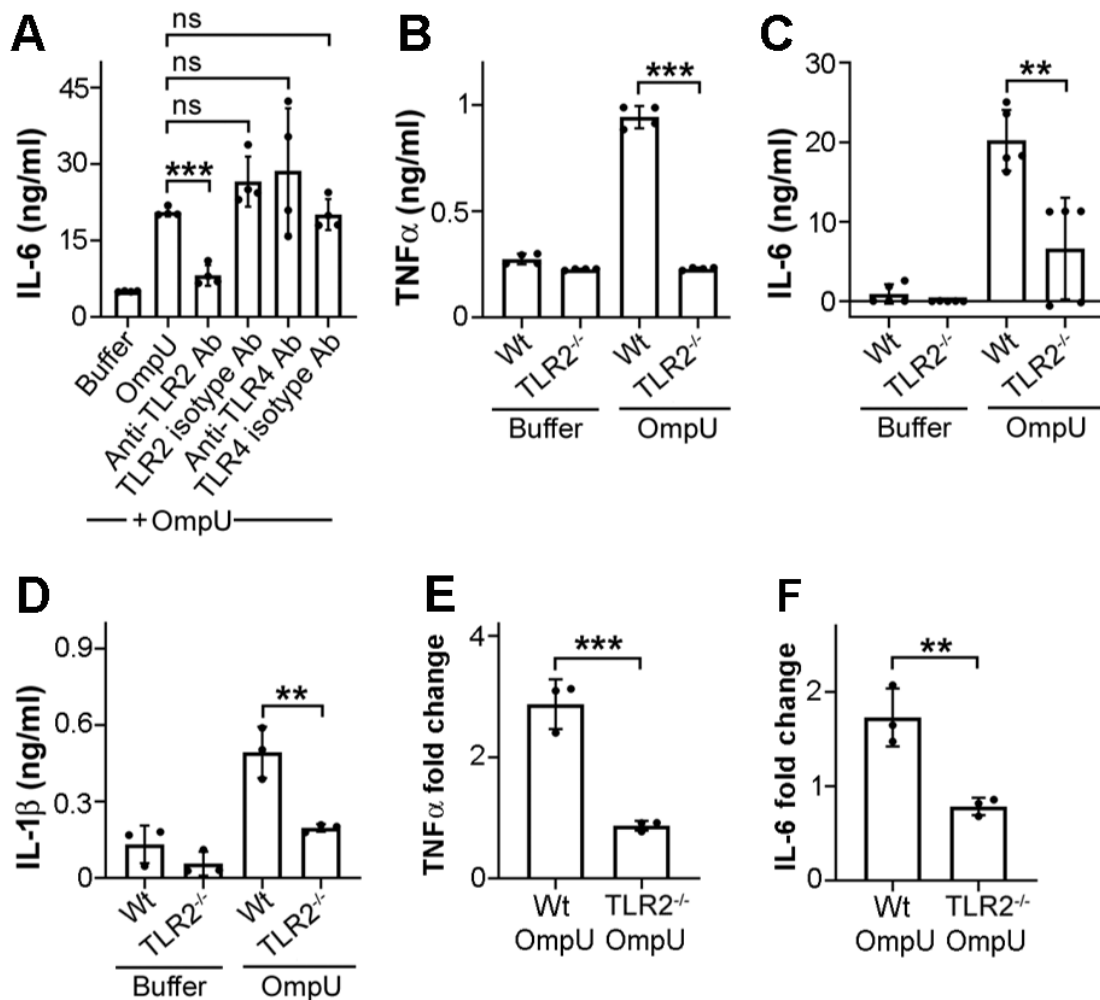 A
IL-6 (ng/ml)
45
30
15
0
ns
ns
ns
***
Buffer
OmpU
Anti-TLR2 Ab
TLR2 isotype Ab
Anti-TLR4 Ab
TLR4 isotype Ab
+ OmpU
B
TNFα (ng/ml)
1
0.5
0
***
Wt
TLR2-/-
Wt
TLR2-/-
Buffer
OmpU
C
IL-6 (ng/ml)
30
20
10
0
**
Wt
TLR2-/-
Wt
TLR2-/-
Buffer
OmpU
D
IL-1β (ng/ml)
0.9
0.6
0.3
0
**
Wt
TLR2-/-
Wt
TLR2-/-
Buffer
OmpU
E
TNFα fold change
4
2
0
***
Wt
OmpU
TLR2-/-
OmpU
F
IL-6 fold change
2
1
0
**
Wt
OmpU
TLR2-/-
OmpU